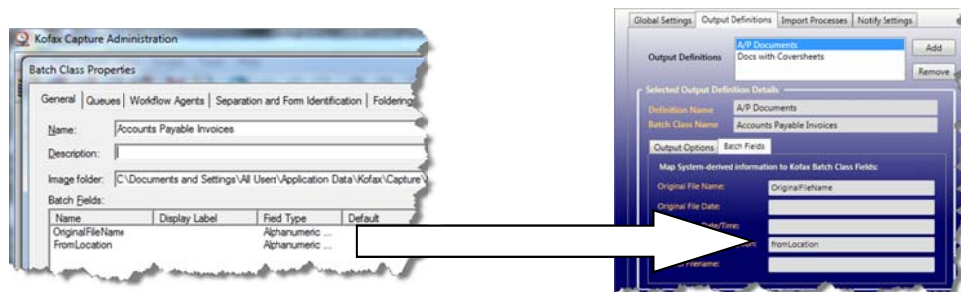 Kofax Capture Administration
Batch Class Properties
General Queues Workflow Agents Separation and Form Identification Foldering
Name: Accounts Payable Invoices
Description:
Image folder: C:\Documents and Settings\All Users\Application Data\Kofax\Capture\
Batch Fields:
Name Display Label Field Type Default
OriginalFileName Alphanumeric ...
FromLocation Alphanumeric ...
Global Settings Output Definitions Import Processes Notify Settings
Output Definitions
A/P Documents
Docs with Coversheets
Add
Remove
Selected Output Definition Details
Definition Name A/P Documents
Batch Class Name Accounts Payable Invoices
Output Options Batch Fields
Map System-derived information to Kofax Batch Class Fields:
Original File Name: OriginalFileName
Original File Date:
Date/Time:
fromLocation
Filename: